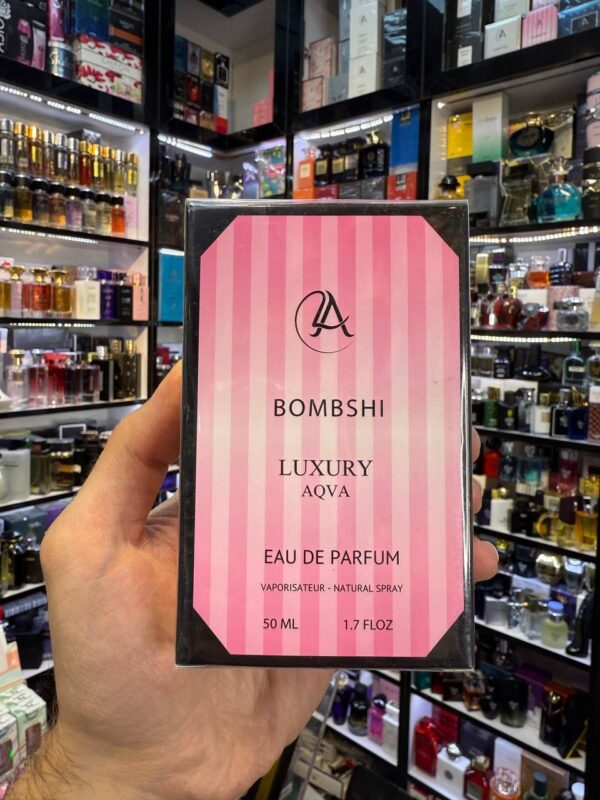 LA
BOMBSHI
LUXURY
AQVA
EAU DE PARFUM
VAPORISATEUR - NATURAL SPRAY
50 ML 1.7 FLOZ